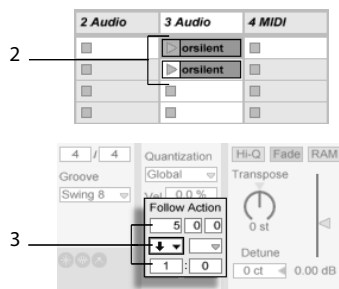 2 Audio 3 Audio 4 MIDI
2
orsilent
orsilent
4 / 4 Quantization Hi-Q Fade RAM
Groove Global Transpose
Swing 8 Vel 0.0 %
Follow Action
5 0 0 0 st
3
Detune
1 : 0 0 ct 0.00 dB